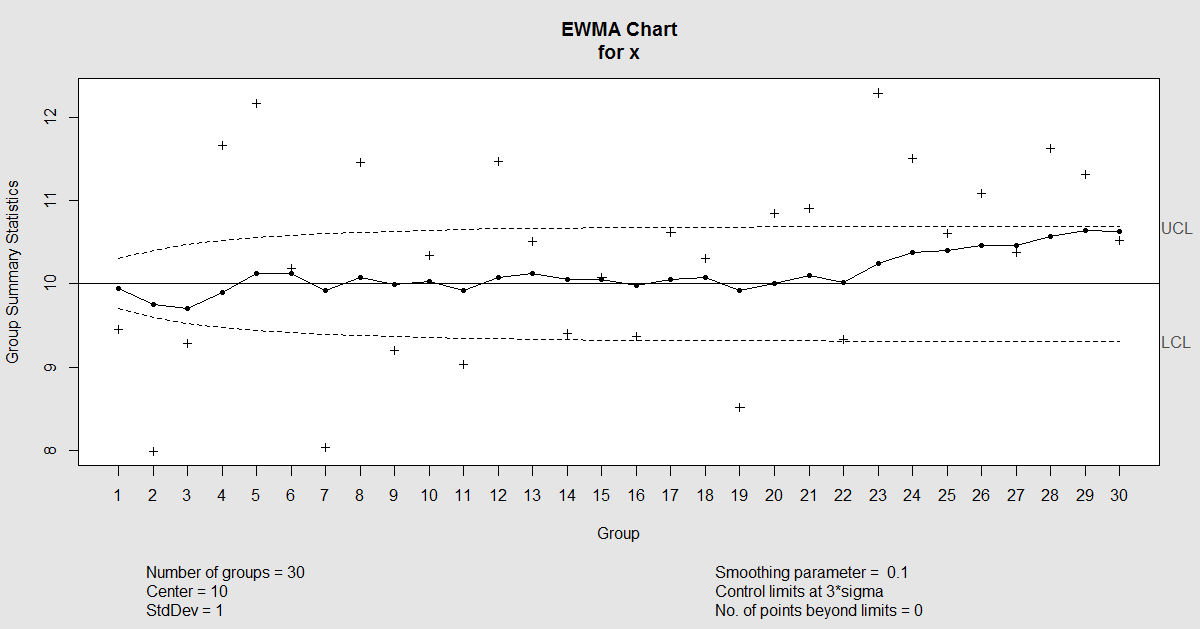 EWMA Chart
for x
Group Summary Statistics
12
11
10
9
8
UCL
LCL
1 2 3 4 5 6 7 8 9 10 11 12 13 14 15 16 17 18 19 20 21 22 23 24 25 26 27 28 29 30
Group
Number of groups = 30
Center = 10
StdDev = 1
Smoothing parameter =  0.1
Control limits at 3*sigma
No. of points beyond limits = 0